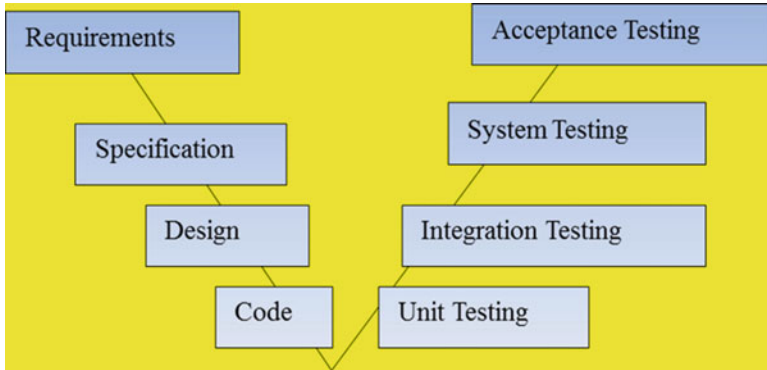 Requirements
Acceptance Testing
Specification
System Testing
Design
Integration Testing
Code
Unit Testing